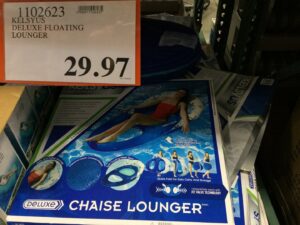 1102623
KELSYUS
DELUXE FLOATING
LOUNGER
29.97
DELUXE
CHAISE LOUNGER